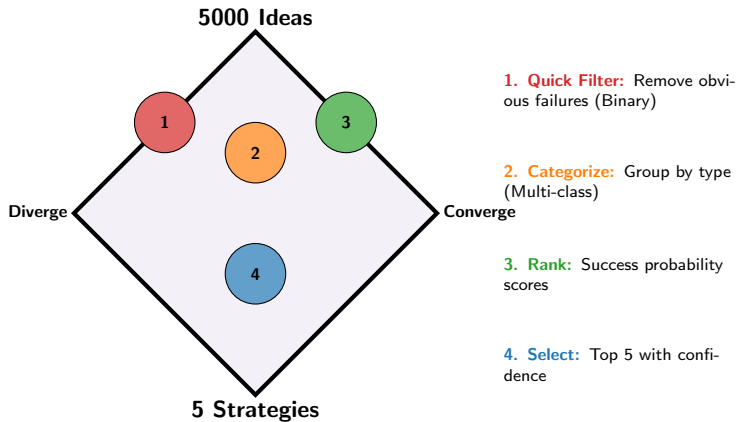 5000 Ideas
1
3
2
Diverge
Converge
4
5 Strategies
1. Quick Filter: Remove obvi-
ous failures (Binary)
2. Categorize: Group by type
(Multi-class)
3. Rank: Success probability
scores
4. Select: Top 5 with confi-
dence